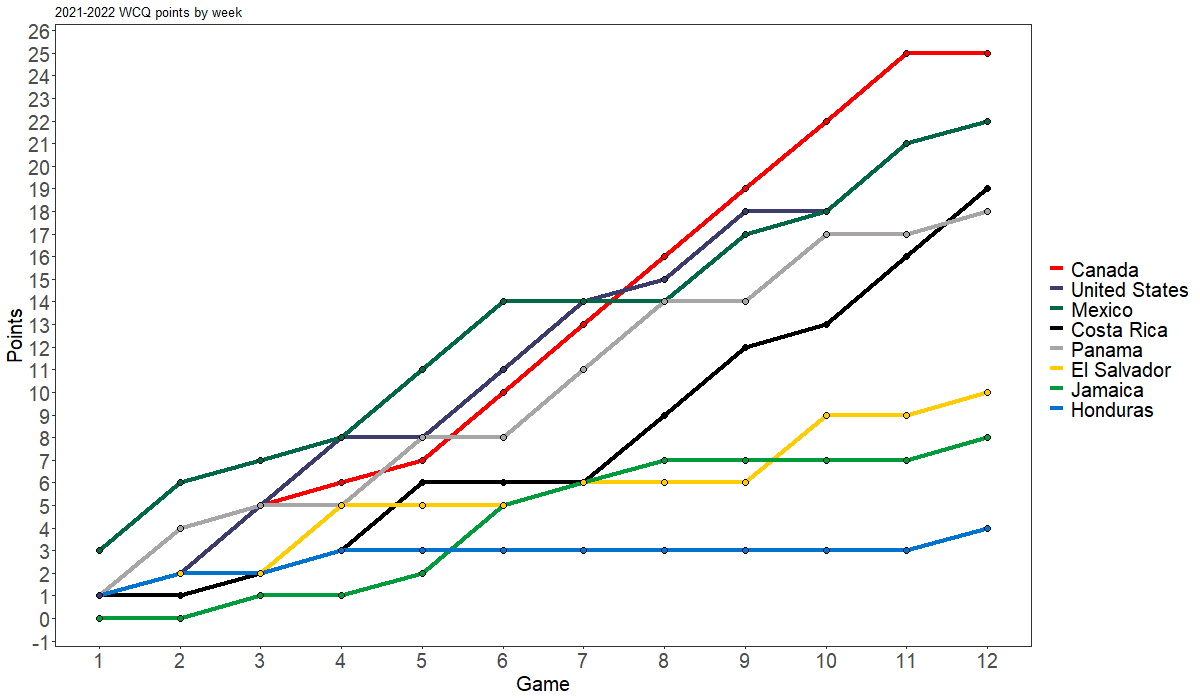 2021-2022 WCQ points by week
26
25
24
23
22
21
20
19
18
17
16
15
14
13
12
11
10
9
8
7
6
5
4
3
2
1
0
-1
Points
1 2 3 4 5 6 7 8 9 10 11 12
Game
Canada
United States
Mexico
Costa Rica
Panama
El Salvador
Jamaica
Honduras